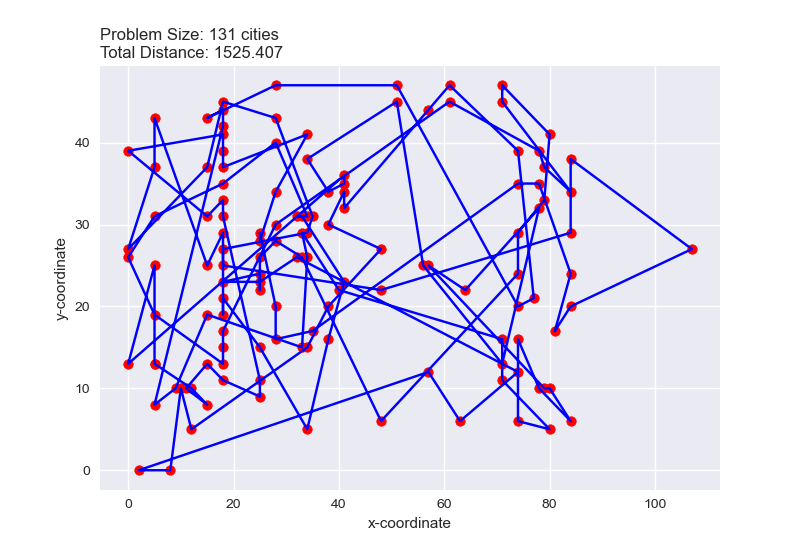 Problem Size: 131 cities
Total Distance: 1525.407
y-coordinate
40
30
20
10
0
0
20
40
60
80
100
x-coordinate